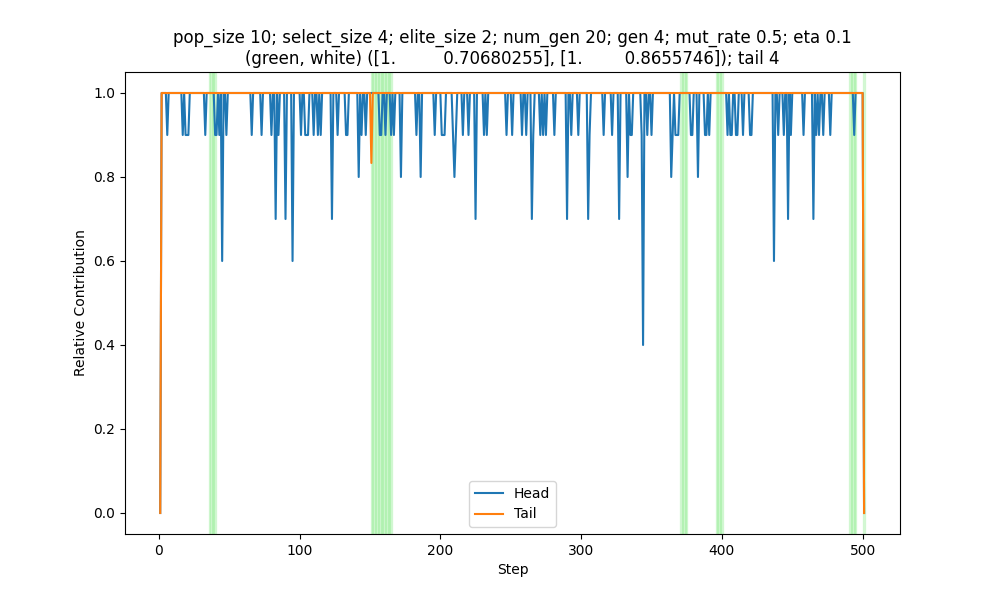 pop_size 10; select_size 4; elite_size 2; num_gen 20; gen 4; mut_rate 0.5; eta 0.1
(green, white) ([1.         0.70680255], [1.         0.8655746]); tail 4
1.0
0.8
0.6
0.4
0.2
0.0
Relative Contribution
Head
Tail
0 100 200 300 400 500
Step